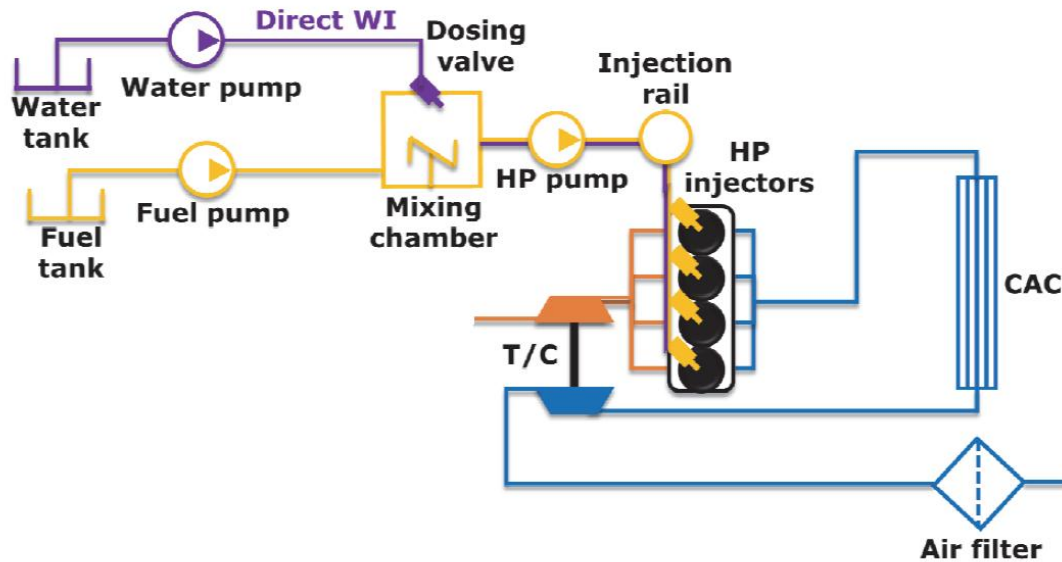 Direct WI
Dosing
valve
Water pump
Water
tank
Injection
rail
HP
injectors
HP pump
Fuel pump
Mixing
chamber
Fuel
tank
CAC
T/C
Air filter